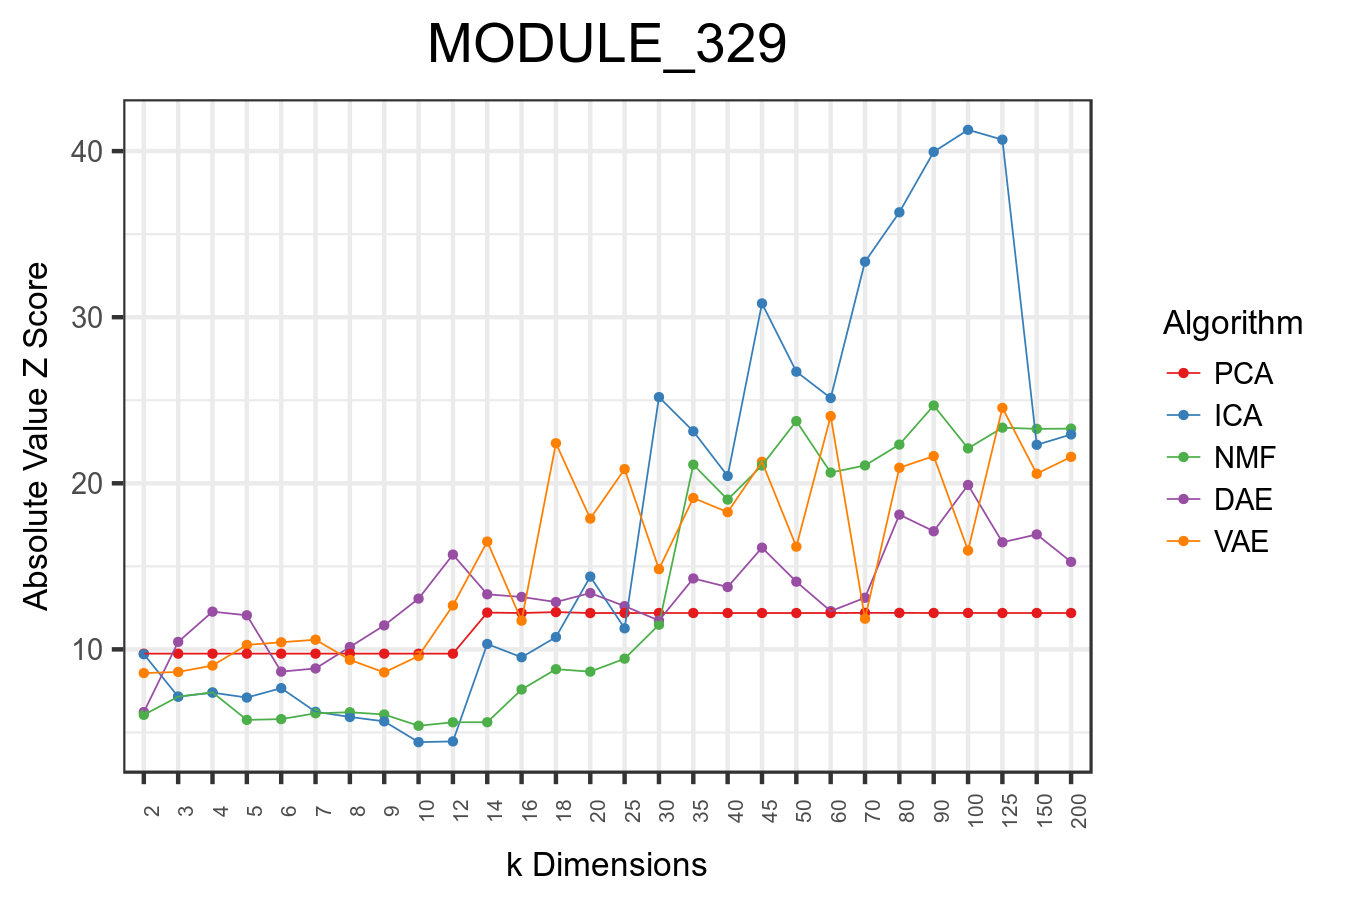 MODULE_329
Absolute Value Z Score
40
30
20
10
2 3 4 5 6 7 8 9 10 12 14 16 18 20 25 30 35 40 45 50 60 70 80 90 100 125 150 200
k Dimensions
Algorithm
PCA
ICA
NMF
DAE
VAE